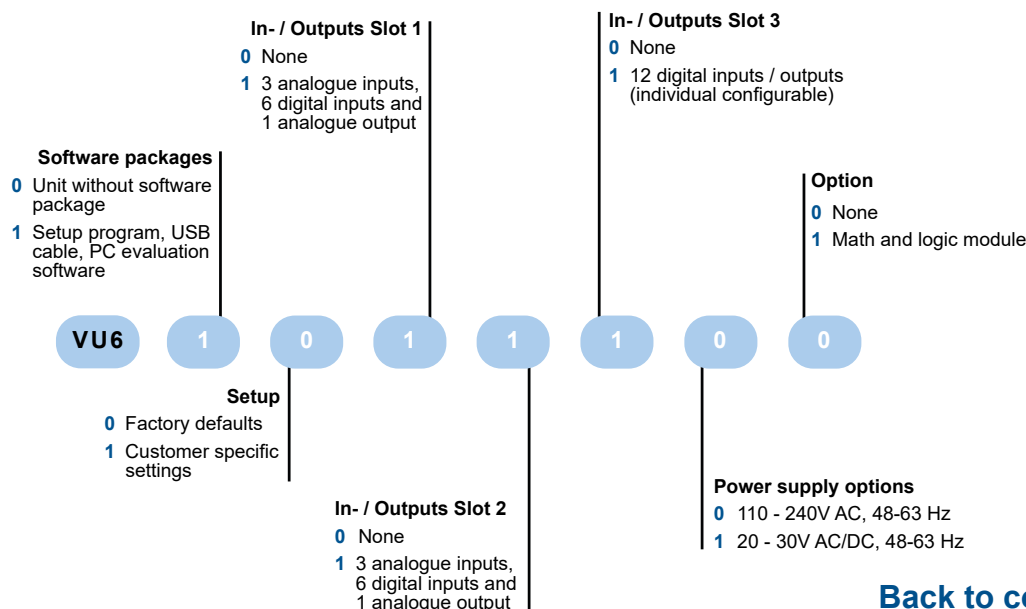 In- / Outputs Slot 1
0 None
1 3 analogue inputs,
6 digital inputs and
1 analogue output
In- / Outputs Slot 3
0 None
1 12 digital inputs / outputs
(individual configurable)
Software packages
0 Unit without software
package
1 Setup program, USB
cable, PC evaluation
software
Option
0 None
1 Math and logic module
VU6 1 0 1 1 1 0 0
Setup
0 Factory defaults
1 Customer specific
settings
In- / Outputs Slot 2
0 None
1 3 analogue inputs,
6 digital inputs and
1 analogue output
Power supply options
0 110 - 240V AC, 48-63 Hz
1 20 - 30V AC/DC, 48-63 Hz
Back to co